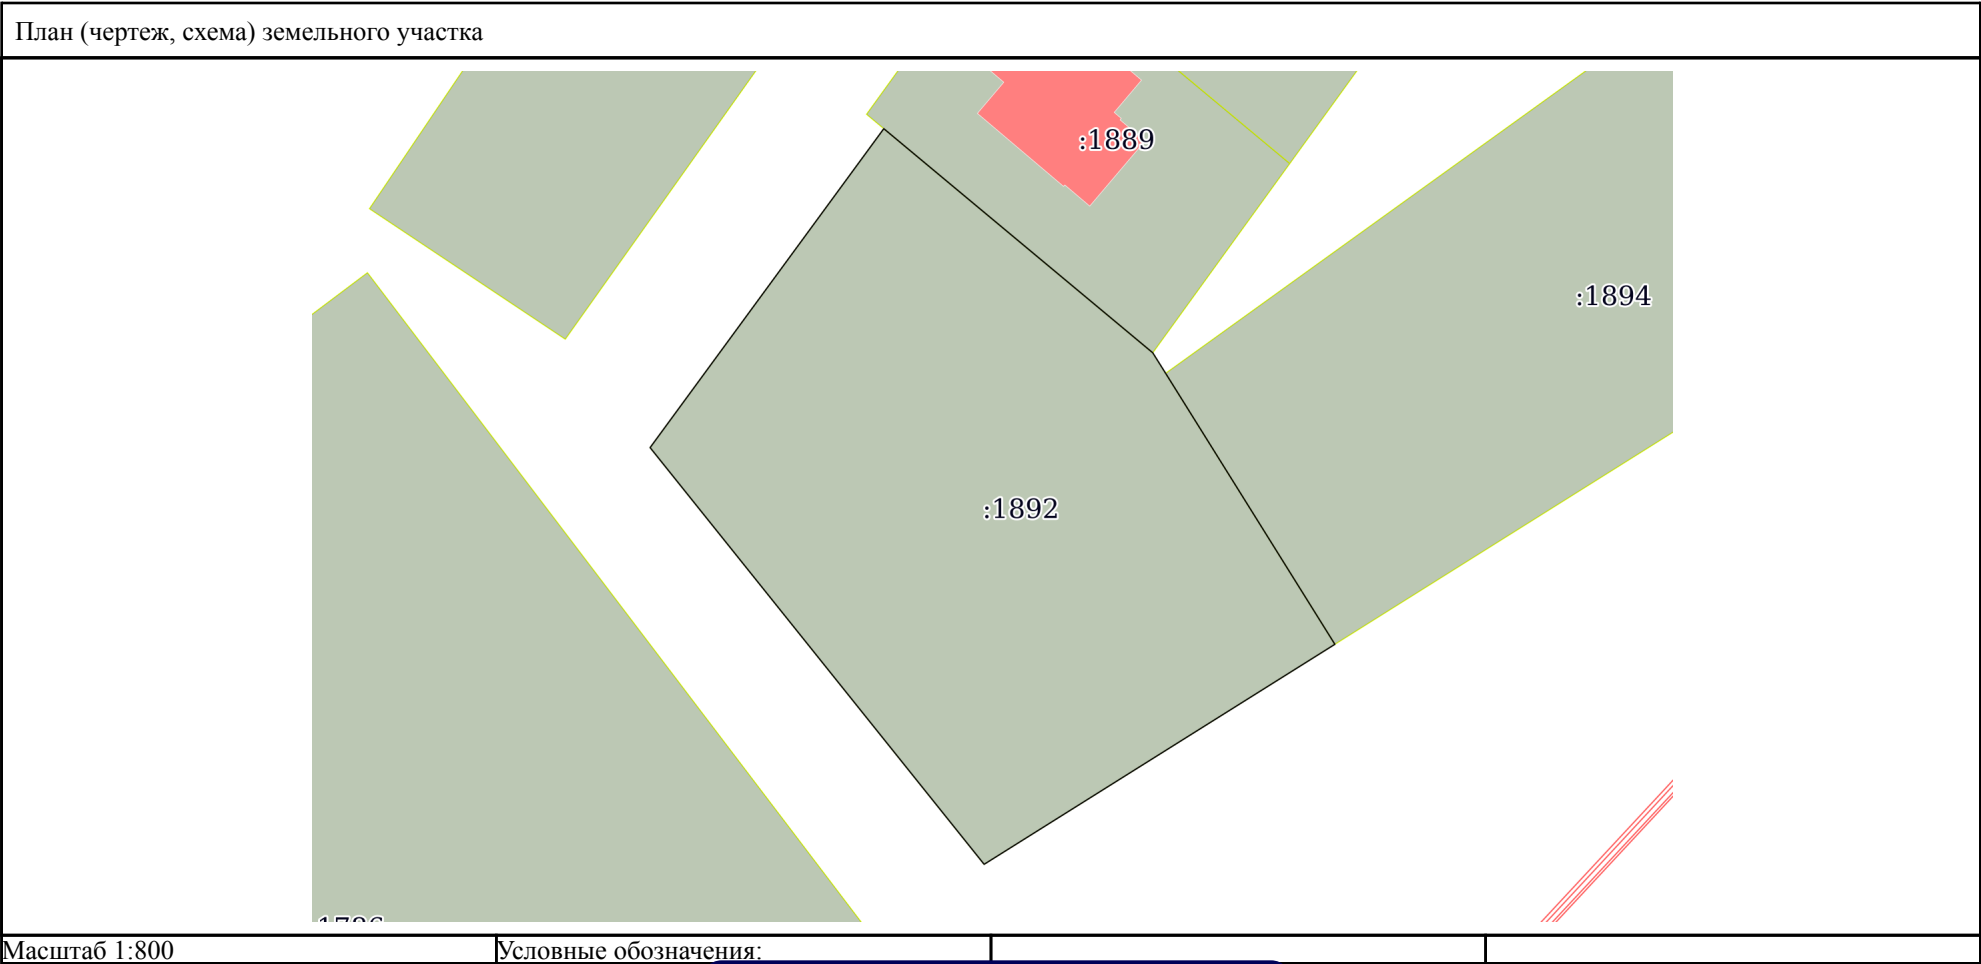 План (чертеж, схема) земельного участка
:1889
:1894
:1892
Масштаб 1:800
Условные обозначения: